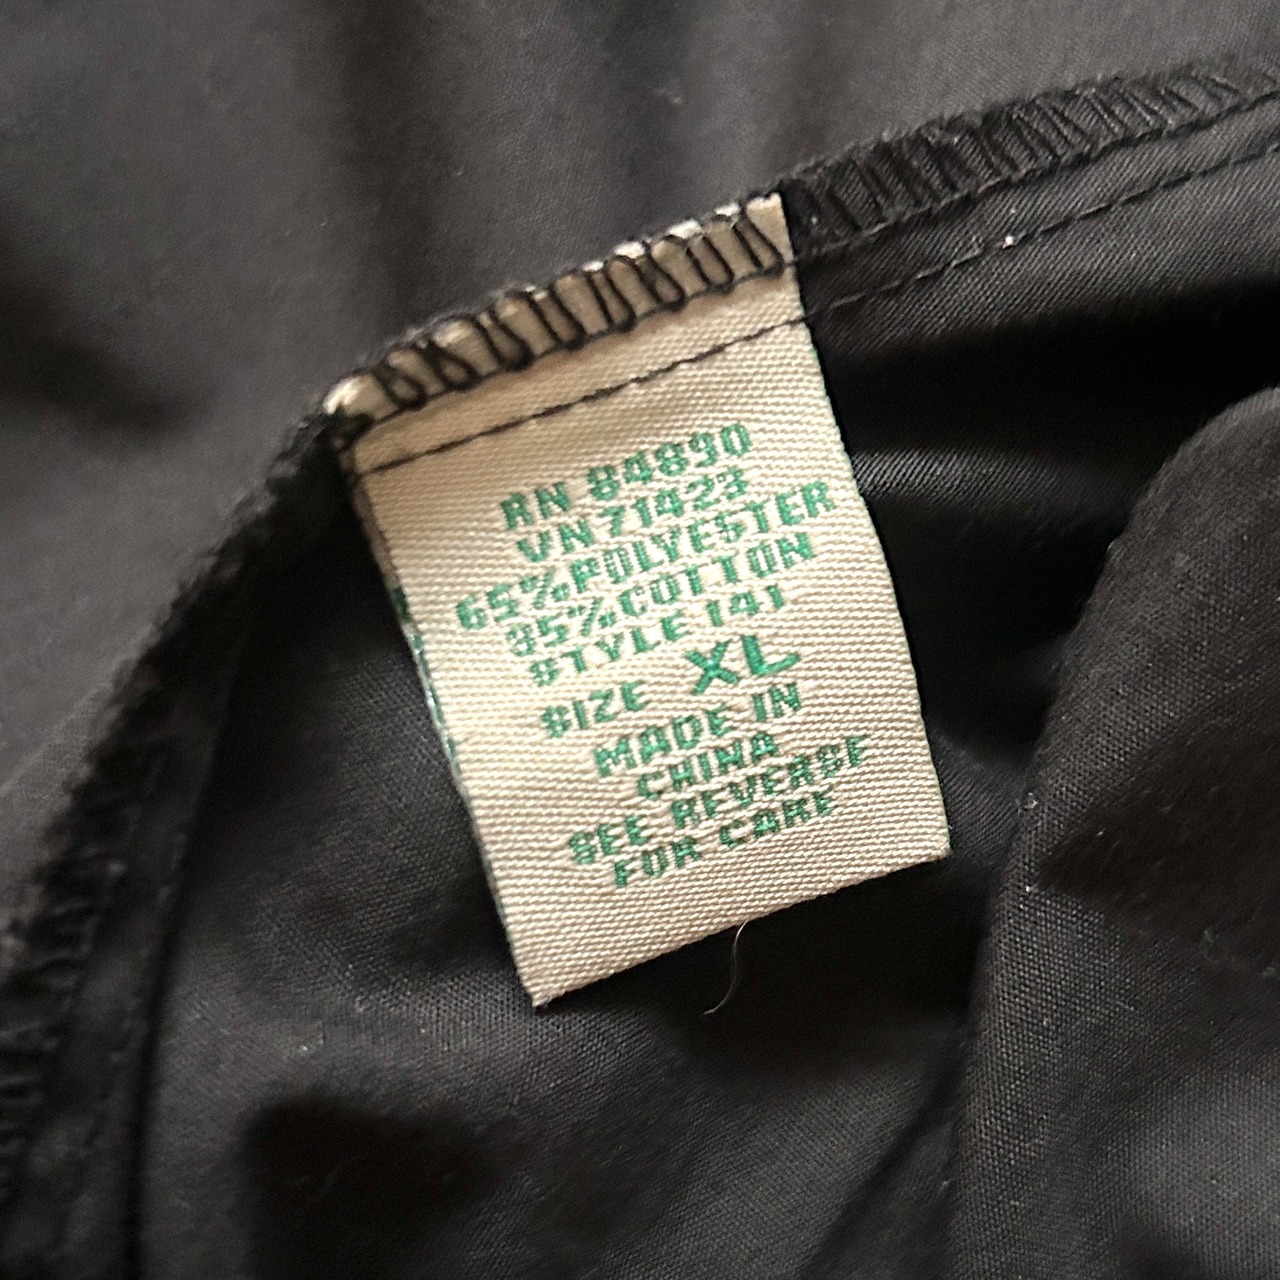 RN 84890
VN 71423
65% POLYESTER
35% COTTON
STYLE 141
SIZE XL
MADE IN
CHINA
SEE REVERSE
FOR CARE